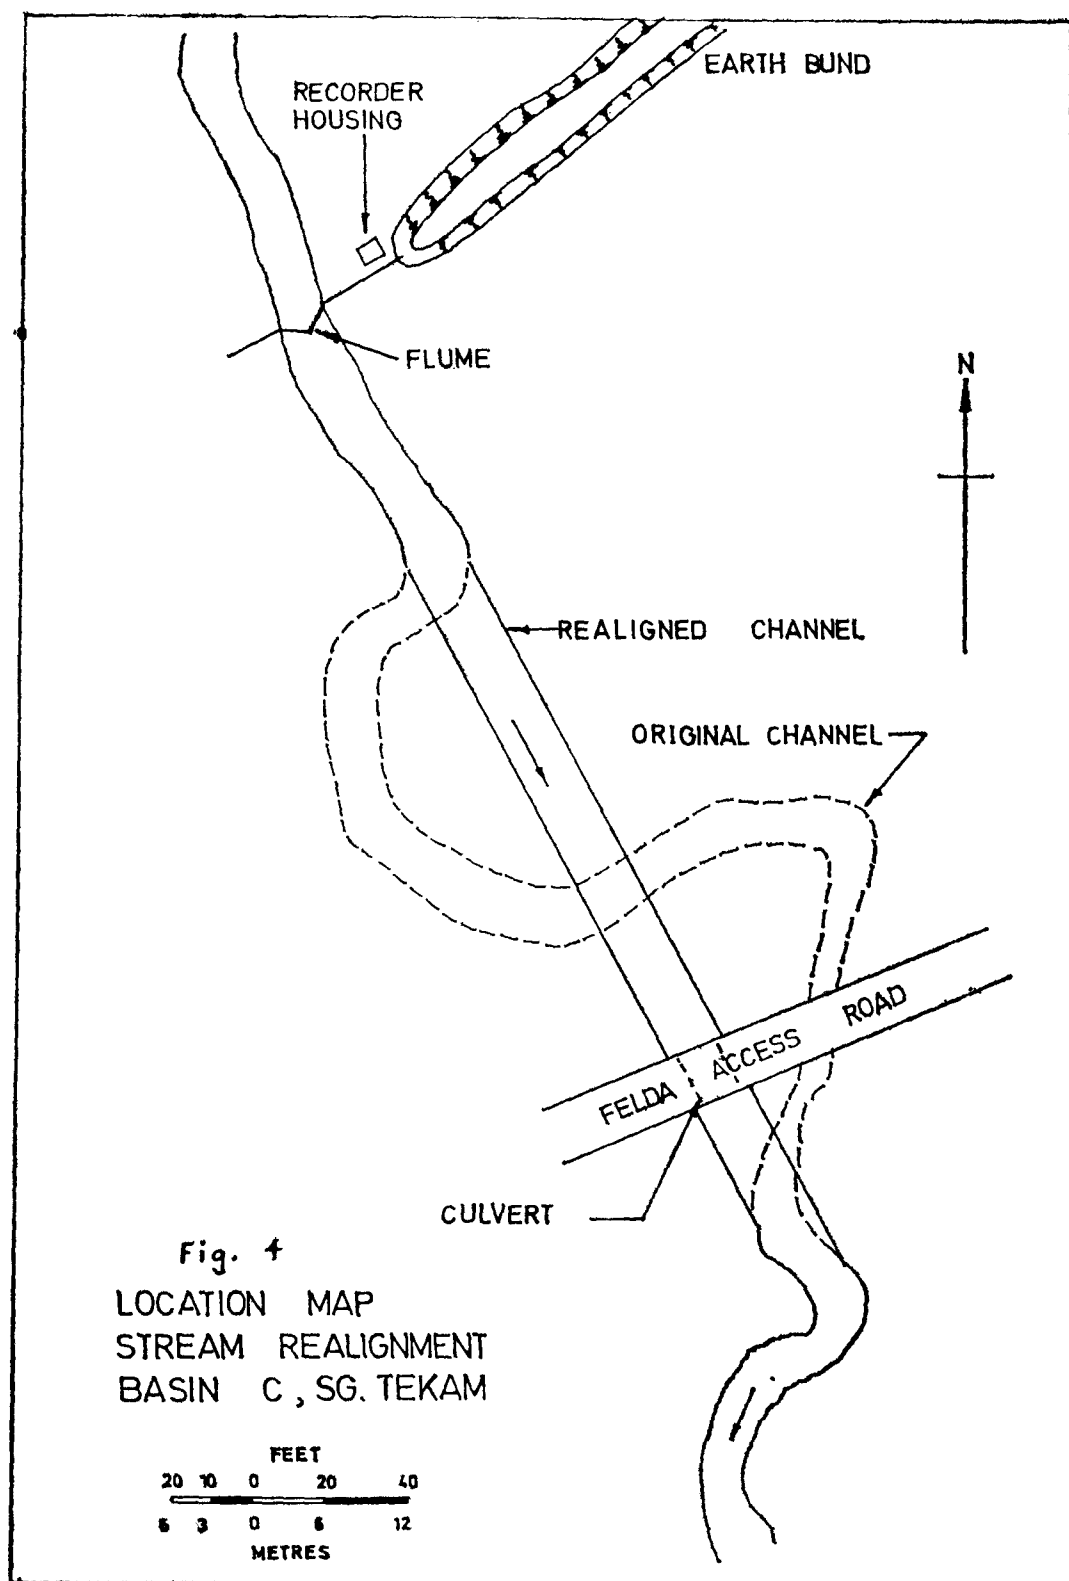 EARTH BUND
RECORDER
HOUSING
FLUME
N
REALIGNED CHANNEL
ORIGINAL CHANNEL
FELDA ACCESS ROAD
CULVERT
Fig. 4
LOCATION MAP
STREAM REALIGNMENT
BASIN C, SG. TEKAM
FEET
20 10 0 20 40
6 3 0 6 12
METRES